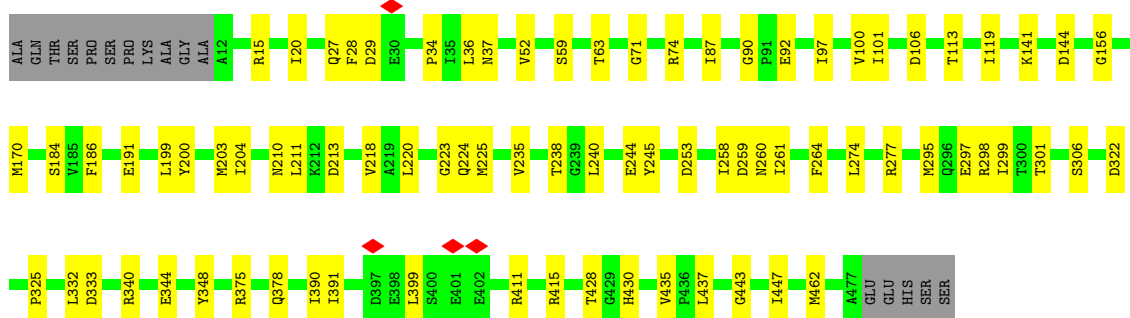 ALA GLN THR SER PRO SER PRO LYS ALA GLY ALA A12 R15 I20 Q27 F28 D29 E30 P34 I35 L36 N37 V52 S59 T63 G71 R74 I87 G90 P91 E92 I97 V100 I101 D106 T113 I119 K141 D144 G156
M170 S184 V185 F186 E191 L199 Y200 M203 I204 N210 L211 K212 D213 V218 A219 L220 G223 Q224 M225 V235 T238 G239 L240 E244 Y245 D253 I258 D259 N260 I261 F264 L274 R277 M295 Q296 E297 R298 I299 T300 T301 S306 D322
P325 L332 D333 R340 E344 Y348 R375 Q378 I390 I391 D397 E398 L399 S400 E401 E402 R411 R415 T428 G429 H430 V435 P436 L437 G443 I447 M462 A477 GLU GLU HIS SER SER